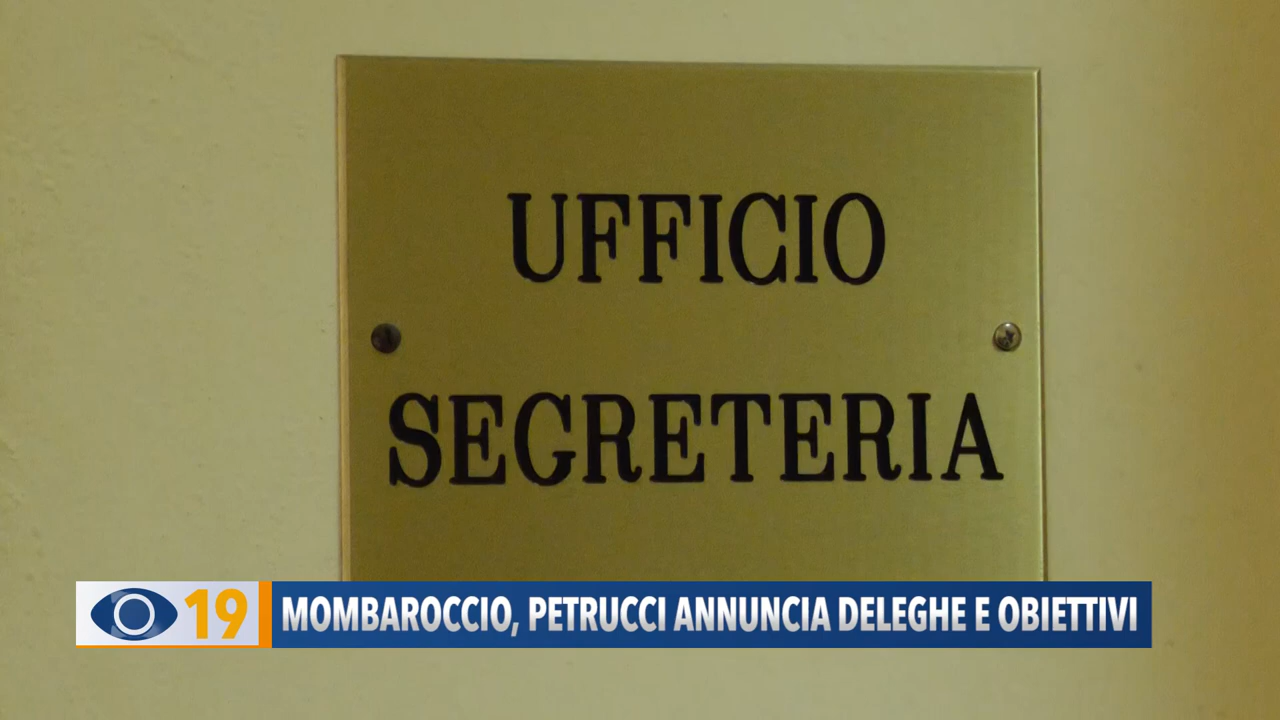 UFFICIO
SEGRETERIA
19 MOMBAROCCIO, PETRUCCI ANNUNCIA DELEGHE E OBIETTIVI